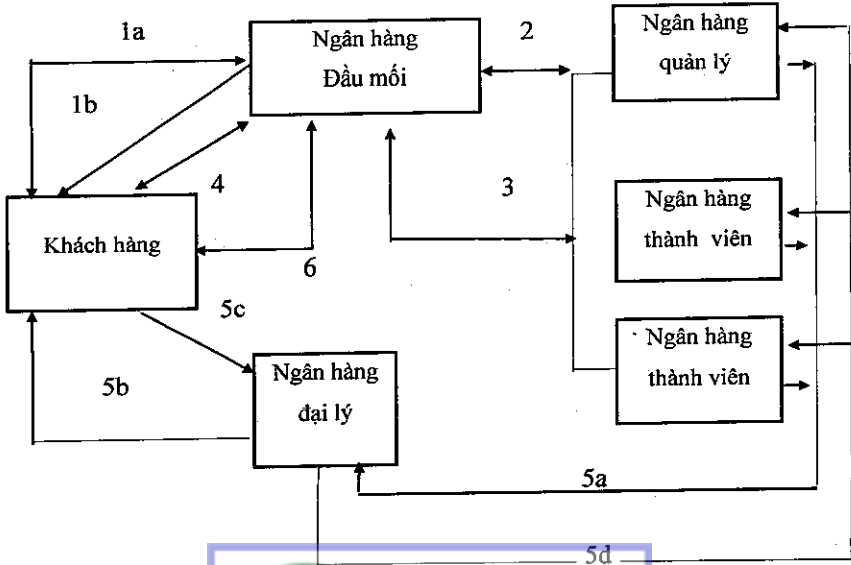 1a
Ngân hàng
Đầu mối
2
Ngân hàng
quản lý
1b
4
3
Ngân hàng
thành viên
Khách hàng
6
5c
Ngân hàng
thành viên
Ngân hàng
đại lý
5b
5a
5d